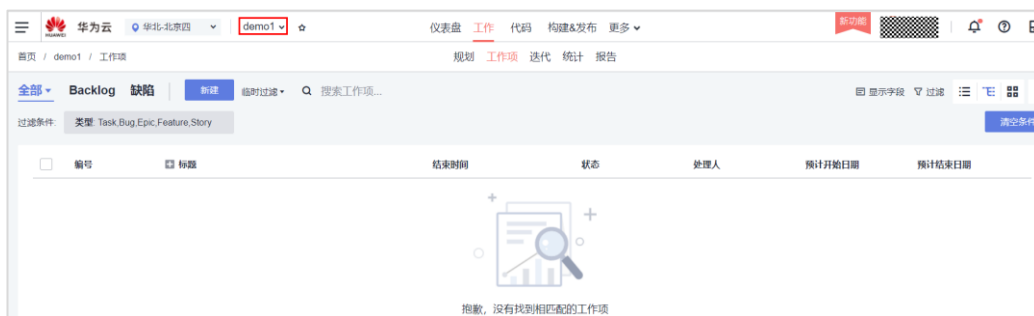 HUAWEI 华为云 华北-北京四 demo1 仪表盘 工作 代码 构建&发布 更多 新功能
首页 / demo1 / 工作项 规划 工作项 迭代 统计 报告
全部 Backlog 缺陷 新建 临时过滤 搜索工作项... 显示字段 过滤
过滤条件: 类型: Task,Bug,Epic,Feature,Story 清空条件
编号 标题 结束时间 状态 处理人 预计开始日期 预计结束日期
抱歉，没有找到相匹配的工作项